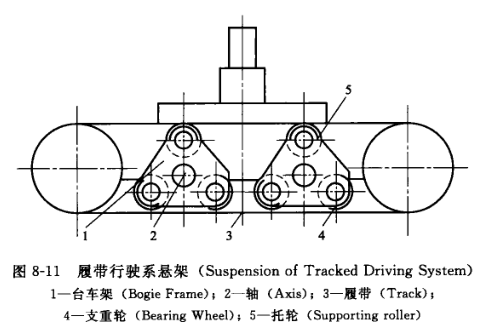 5
1
2
3
4
图 8-11 履带行驶系悬架（Suspension of Tracked Driving System）
1—台车架（Bogie Frame）；2—轴（Axis）；3—履带（Track）；
4—支重轮（Bearing Wheel）；5—托轮（Supporting roller）